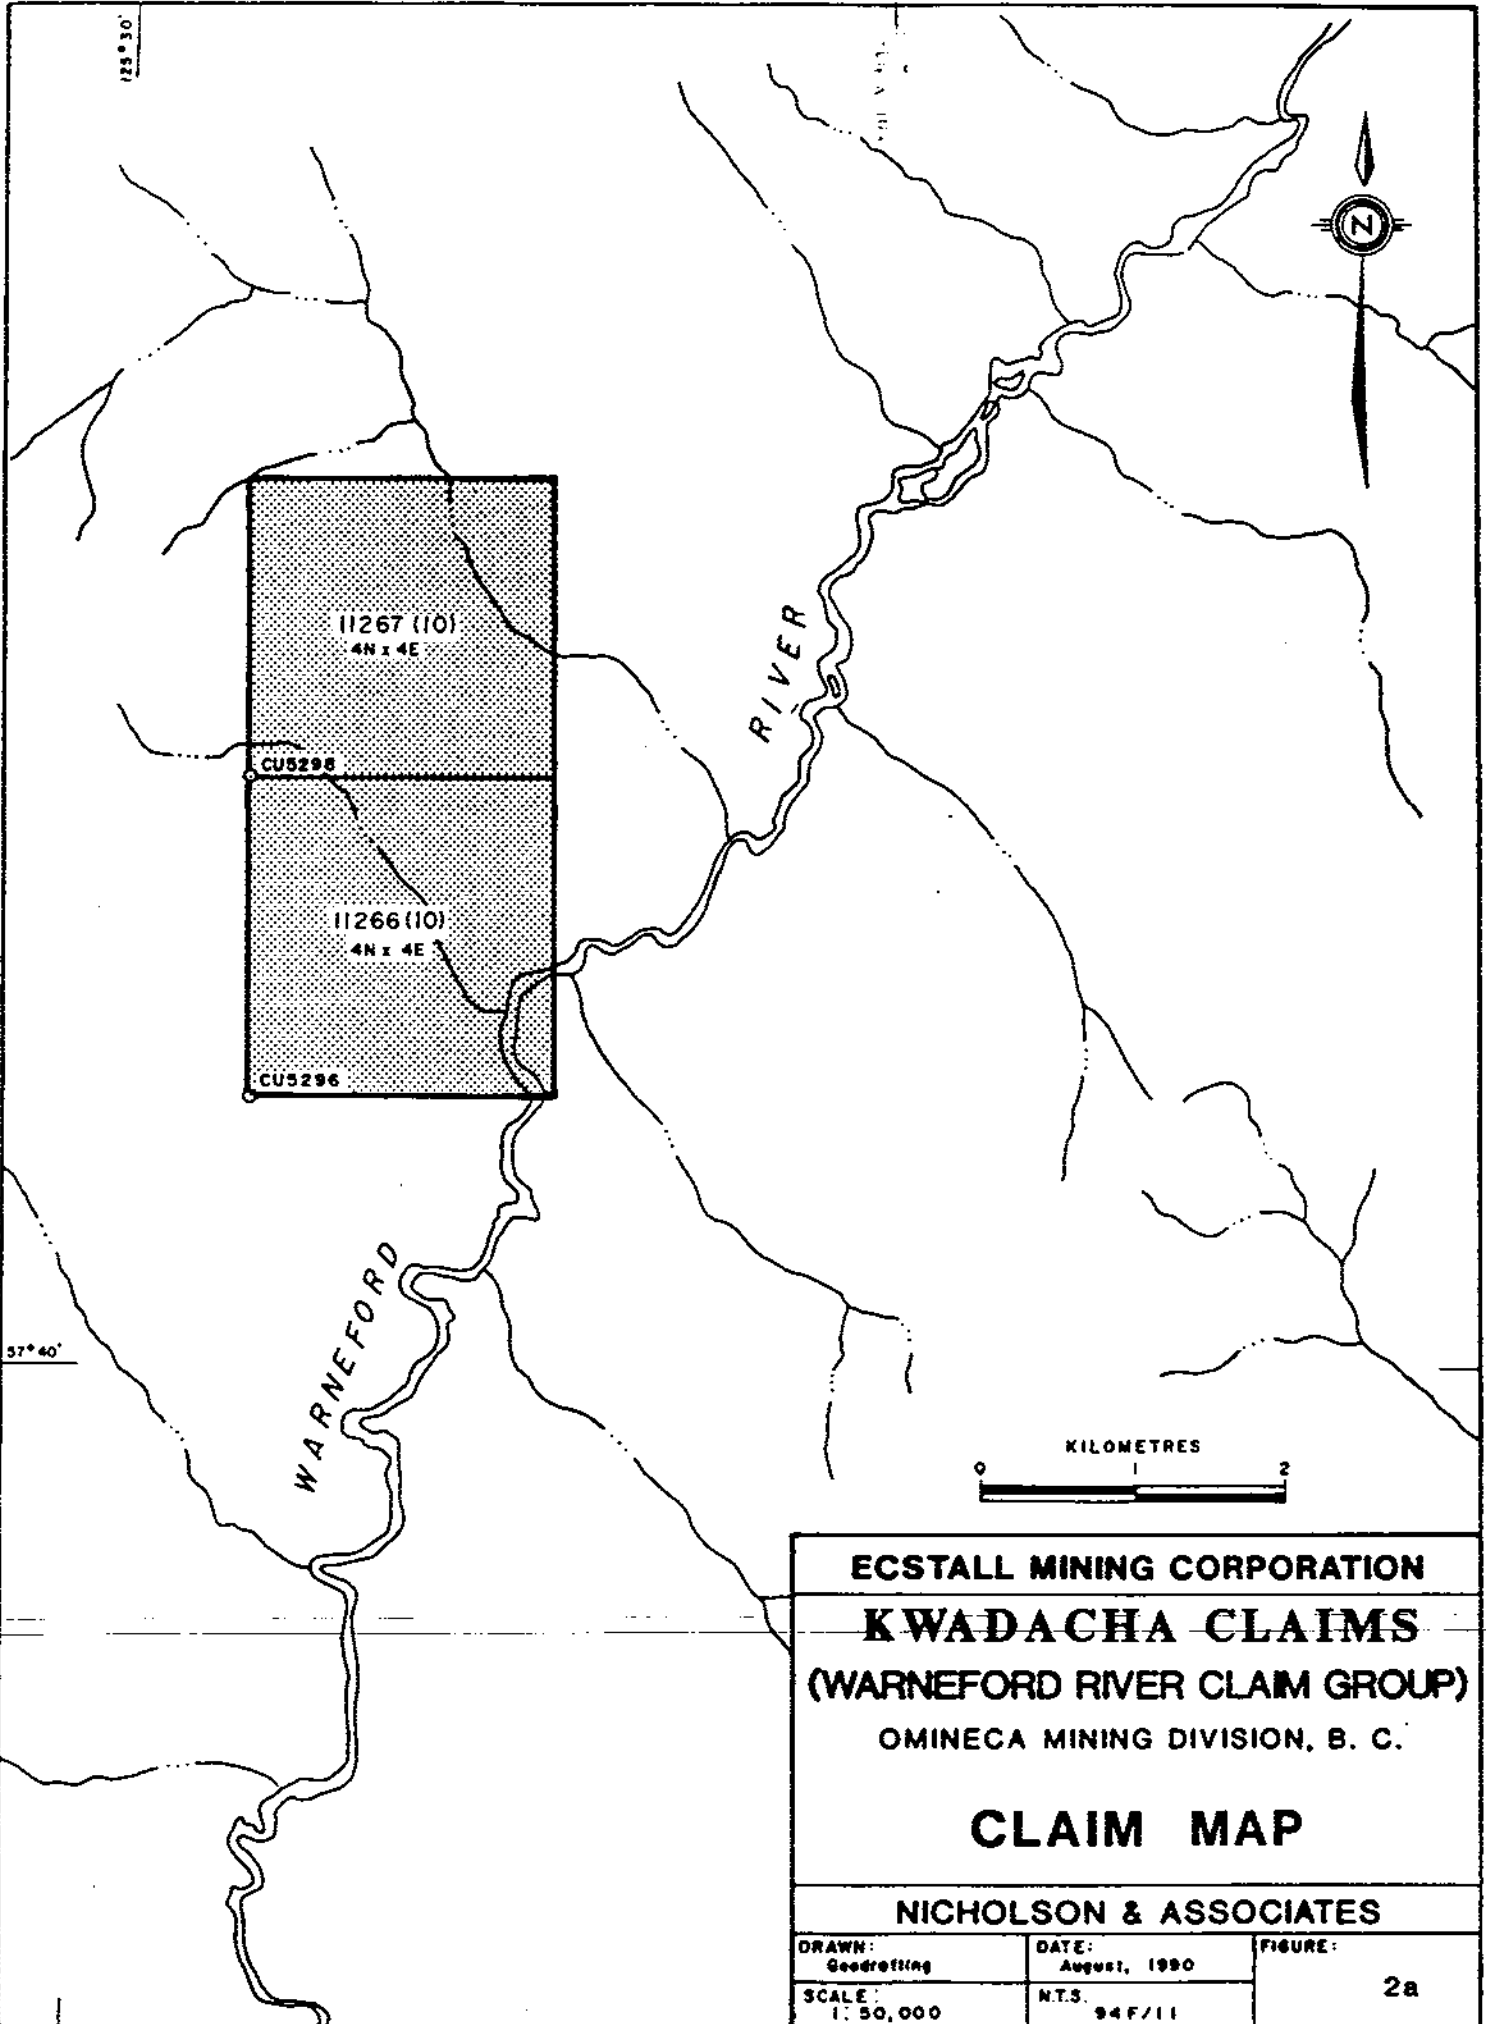 125°30'
N
11267 (10)
4N x 4E
CU5298
11266 (10)
4N x 4E
CU5296
RIVER
WARNEFORD
57°40'
KILOMETRES
0 1 2
ECSTALL MINING CORPORATION
KWADACHA CLAIMS
(WARNEFORD RIVER CLAIM GROUP)
OMINECA MINING DIVISION, B. C.
CLAIM MAP
NICHOLSON & ASSOCIATES
DRAWN: DATE: FIGURE:
Geodrafting August, 1990
2a
SCALE: N.T.S.
1:50,000 94F/11